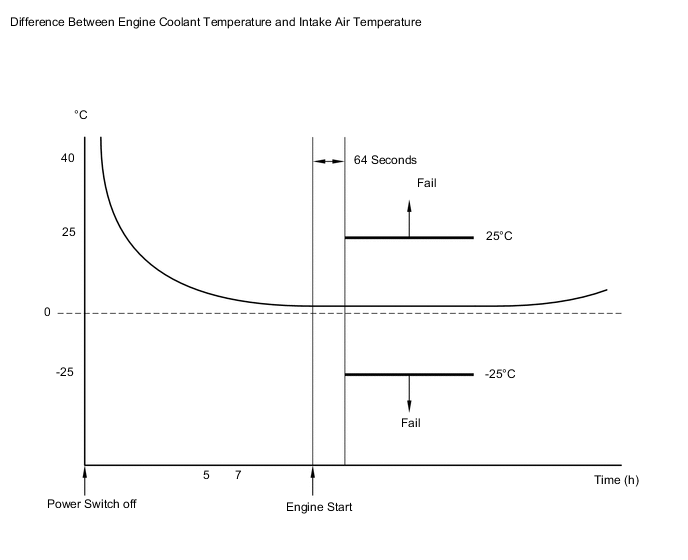 Difference Between Engine Coolant Temperature and Intake Air Temperature
°C
40
64 Seconds
Fail
25
25°C
0
-25
-25°C
Fail
5 7
Time (h)
Power Switch off
Engine Start